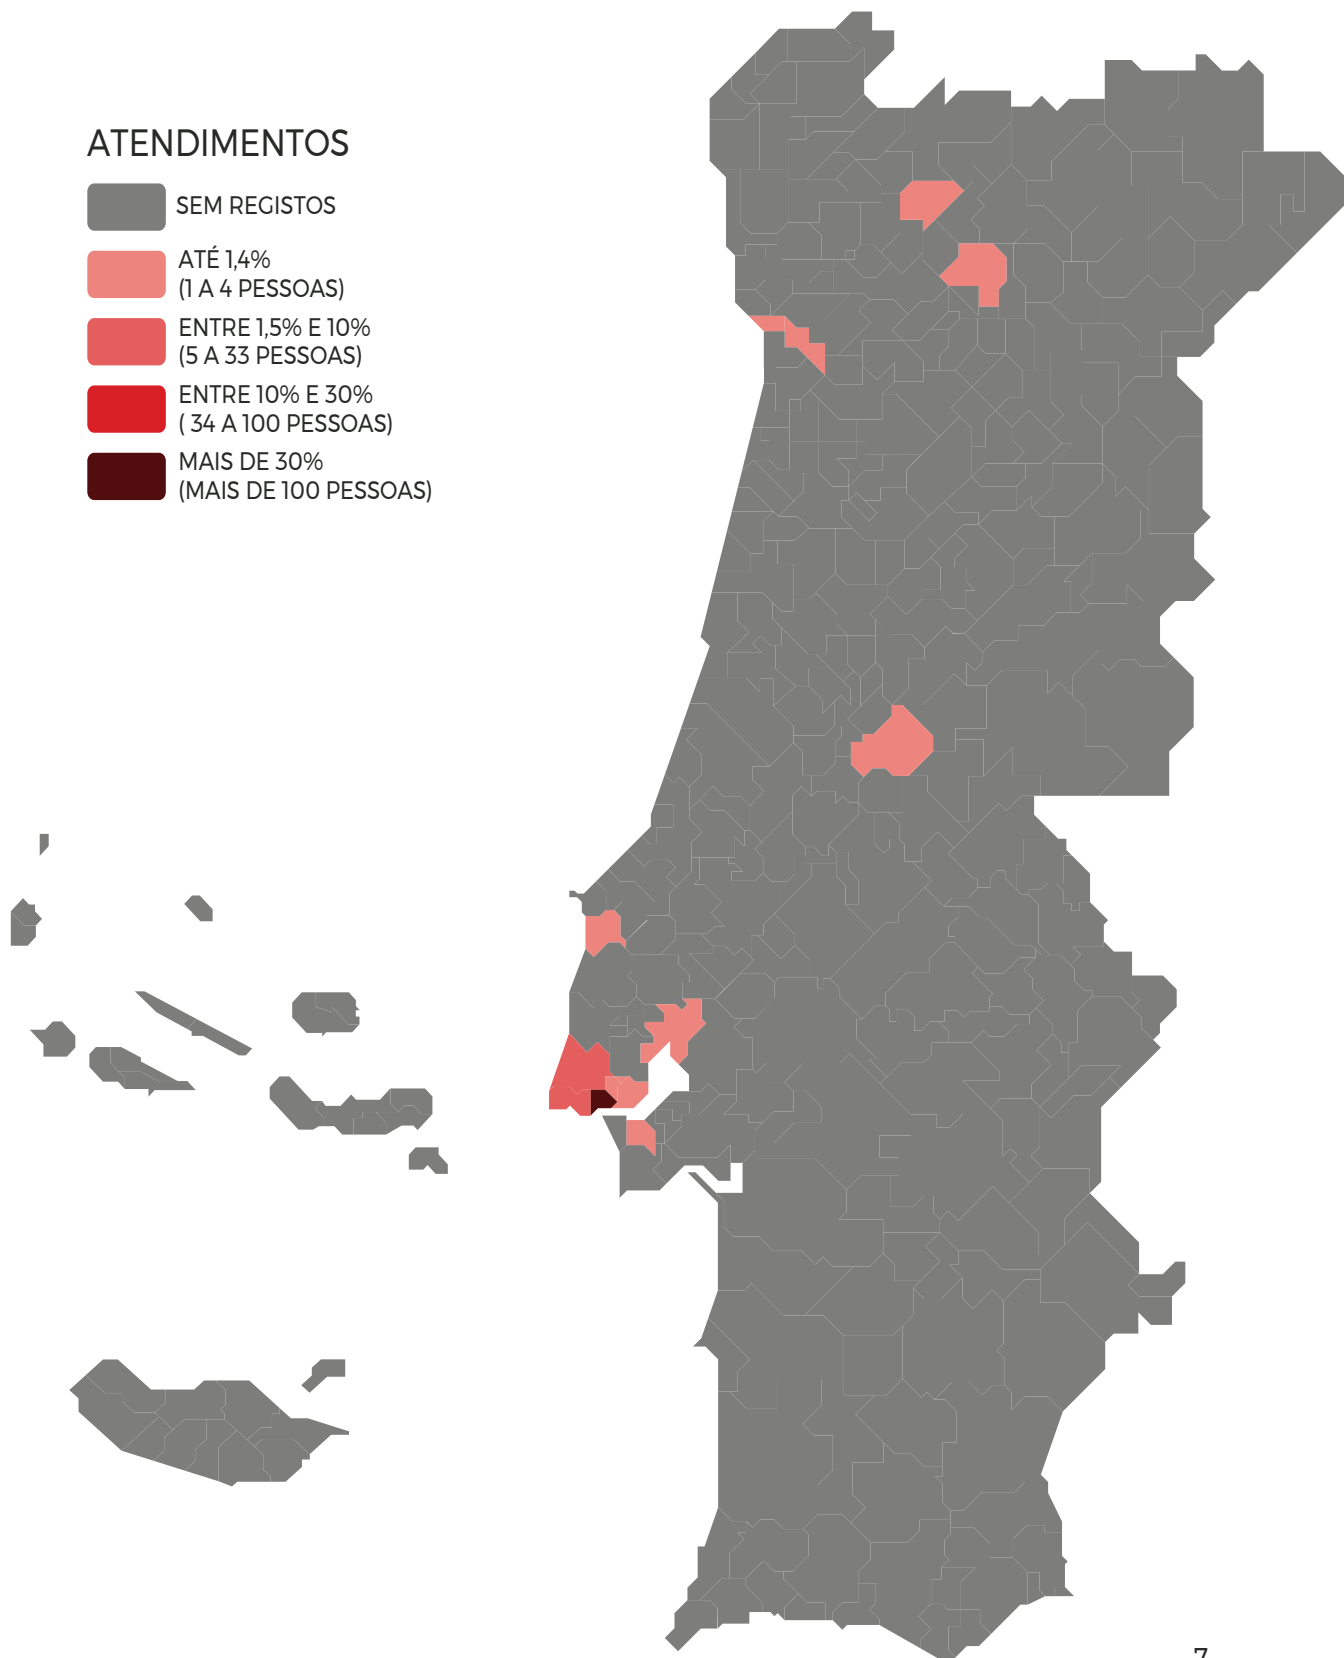 ATENDIMENTOS
SEM REGISTOS
ATÉ 1,4%
(1 A 4 PESSOAS)
ENTRE 1,5% E 10%
(5 A 33 PESSOAS)
ENTRE 10% E 30%
( 34 A 100 PESSOAS)
MAIS DE 30%
(MAIS DE 100 PESSOAS)
7